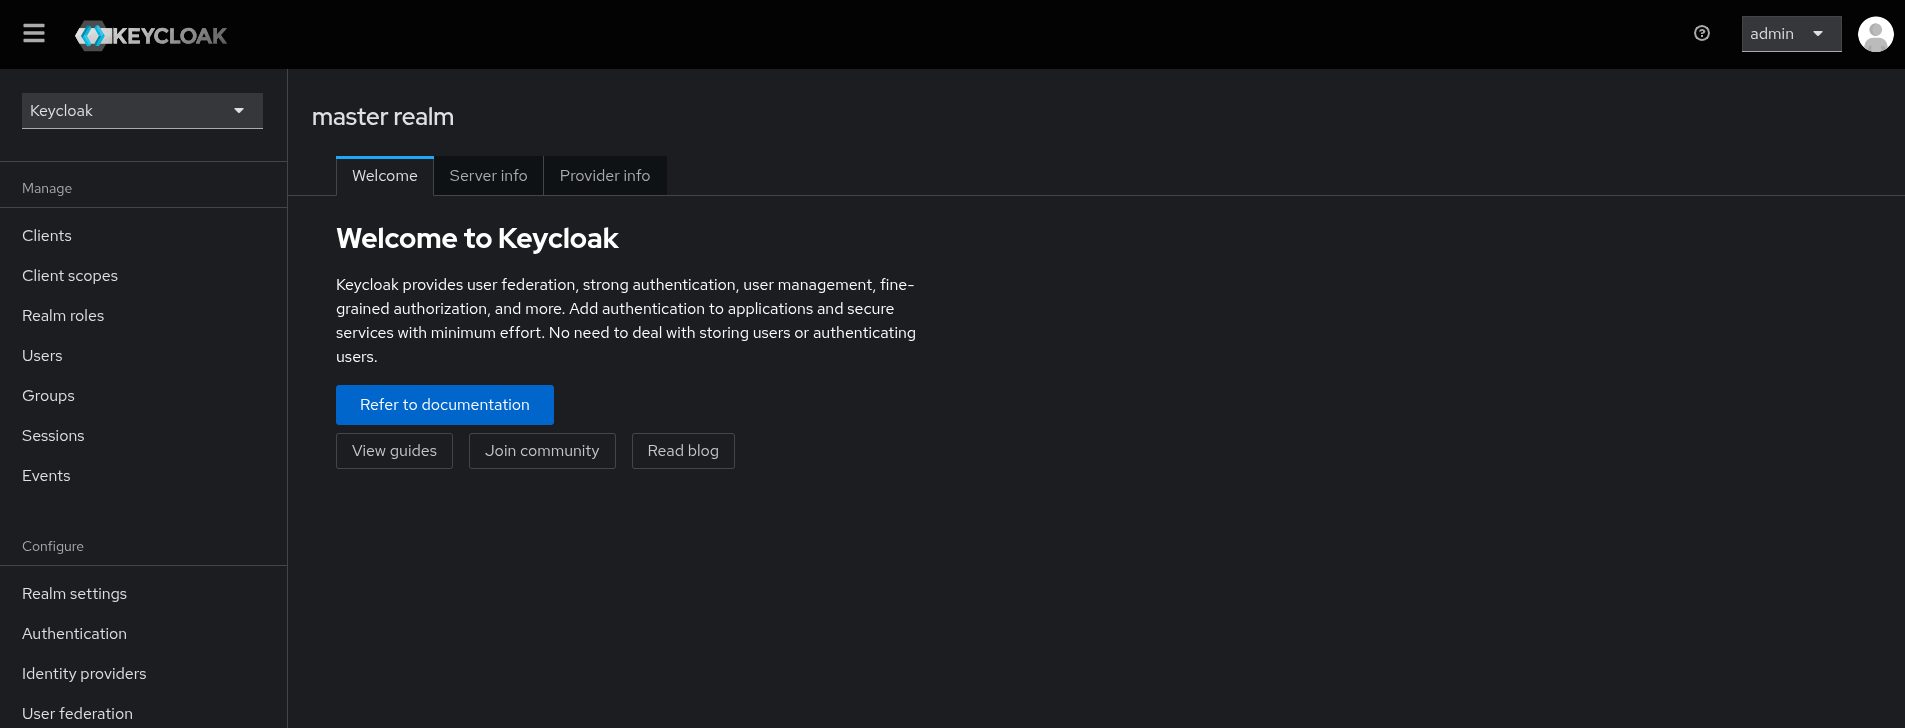 KEYCLOAK
admin
Keycloak
Manage
Clients
Client scopes
Realm roles
Users
Groups
Sessions
Events
Configure
Realm settings
Authentication
Identity providers
User federation
master realm
Welcome
Server info
Provider info
Welcome to Keycloak
Keycloak provides user federation, strong authentication, user management, fine-
grained authorization, and more. Add authentication to applications and secure
services with minimum effort. No need to deal with storing users or authenticating
users.
Refer to documentation
View guides
Join community
Read blog